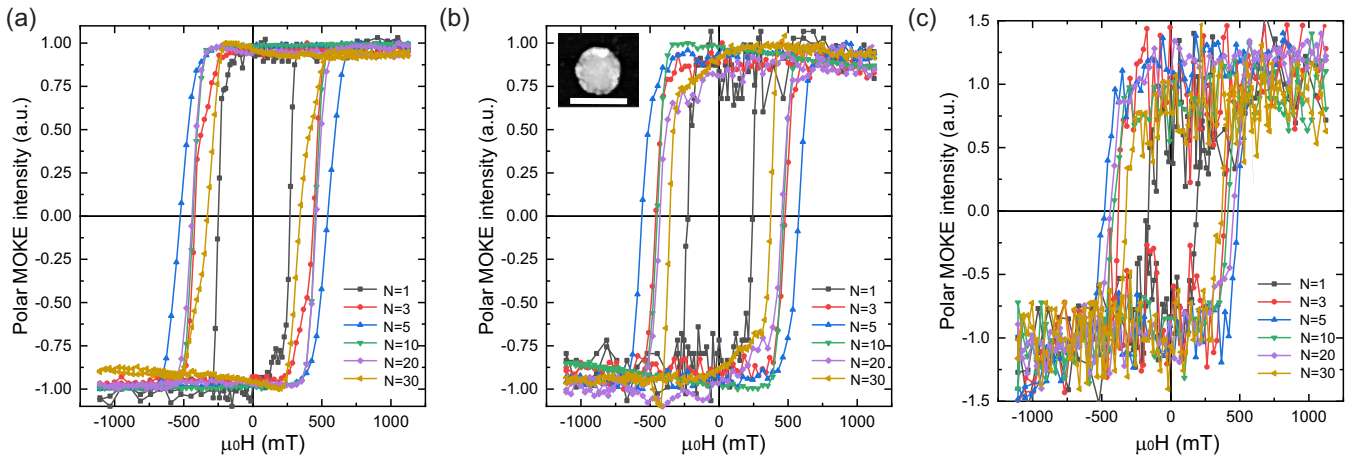 (a)
Polar MOKE intensity (a.u.)
1.00
0.75
0.50
0.25
0.00
-0.25
-0.50
-0.75
-1.00
-1000 -500 0 500 1000
μ₀H (mT)
N=1
N=3
N=5
N=10
N=20
N=30
(b)
Polar MOKE intensity (a.u.)
1.00
0.75
0.50
0.25
0.00
-0.25
-0.50
-0.75
-1.00
-1000 -500 0 500 1000
μ₀H (mT)
N=1
N=3
N=5
N=10
N=20
N=30
(c)
Polar MOKE intensity (a.u.)
1.5
1.0
0.5
0.0
-0.5
-1.0
-1.5
-1000 -500 0 500 1000
μ₀H (mT)
N=1
N=3
N=5
N=10
N=20
N=30